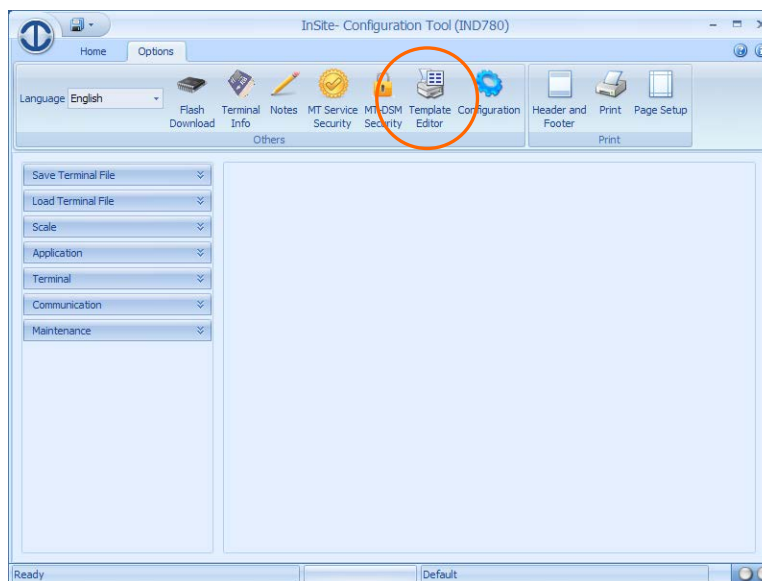 InSite- Configuration Tool (IND780)
Home Options
Language English
Flash Download
Terminal Info
Notes
MT Service Security
MT-DSM Security
Template Editor
Configuration
Header and Footer
Print
Page Setup
Others
Print
Save Terminal File
Load Terminal File
Scale
Application
Terminal
Communication
Maintenance
Ready
Default